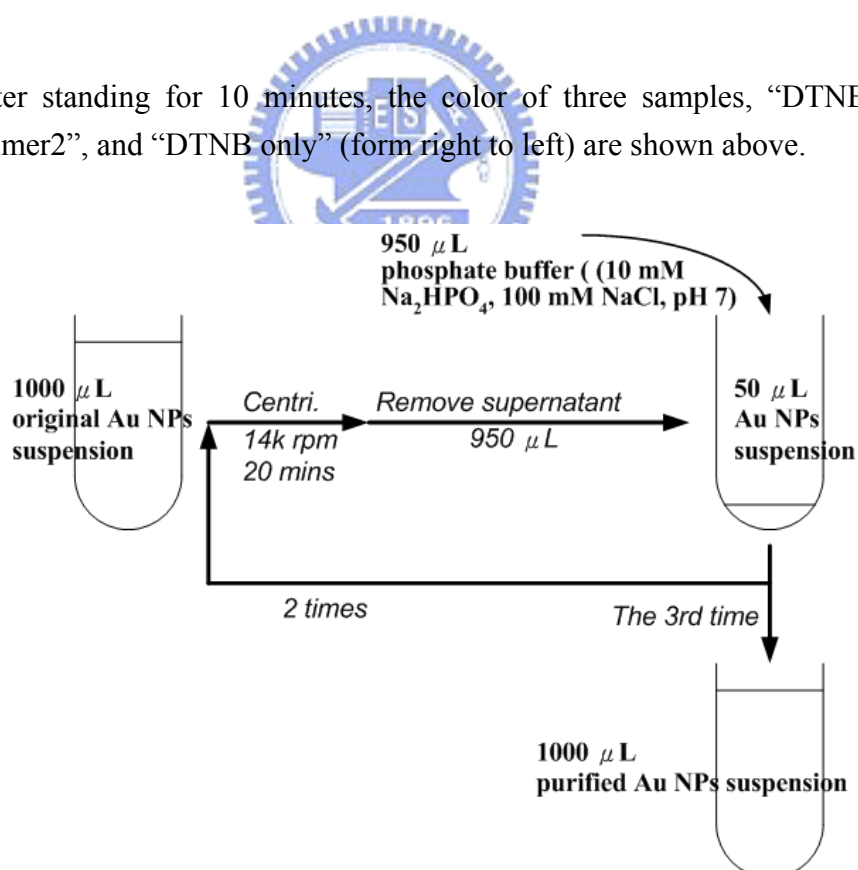 ter standing for 10 minutes, the color of three samples, “DTNB
mer2”, and “DTNB only” (form right to left) are shown above.
E S A
1896
950 μL
phosphate buffer ( (10 mM
Na₂HPO₄, 100 mM NaCl, pH 7)
1000 μL
original Au NPs
suspension
Centri.
14k rpm
20 mins
Remove supernatant
950 μL
50 μL
Au NPs
suspension
2 times
The 3rd time
1000 μL
purified Au NPs suspension